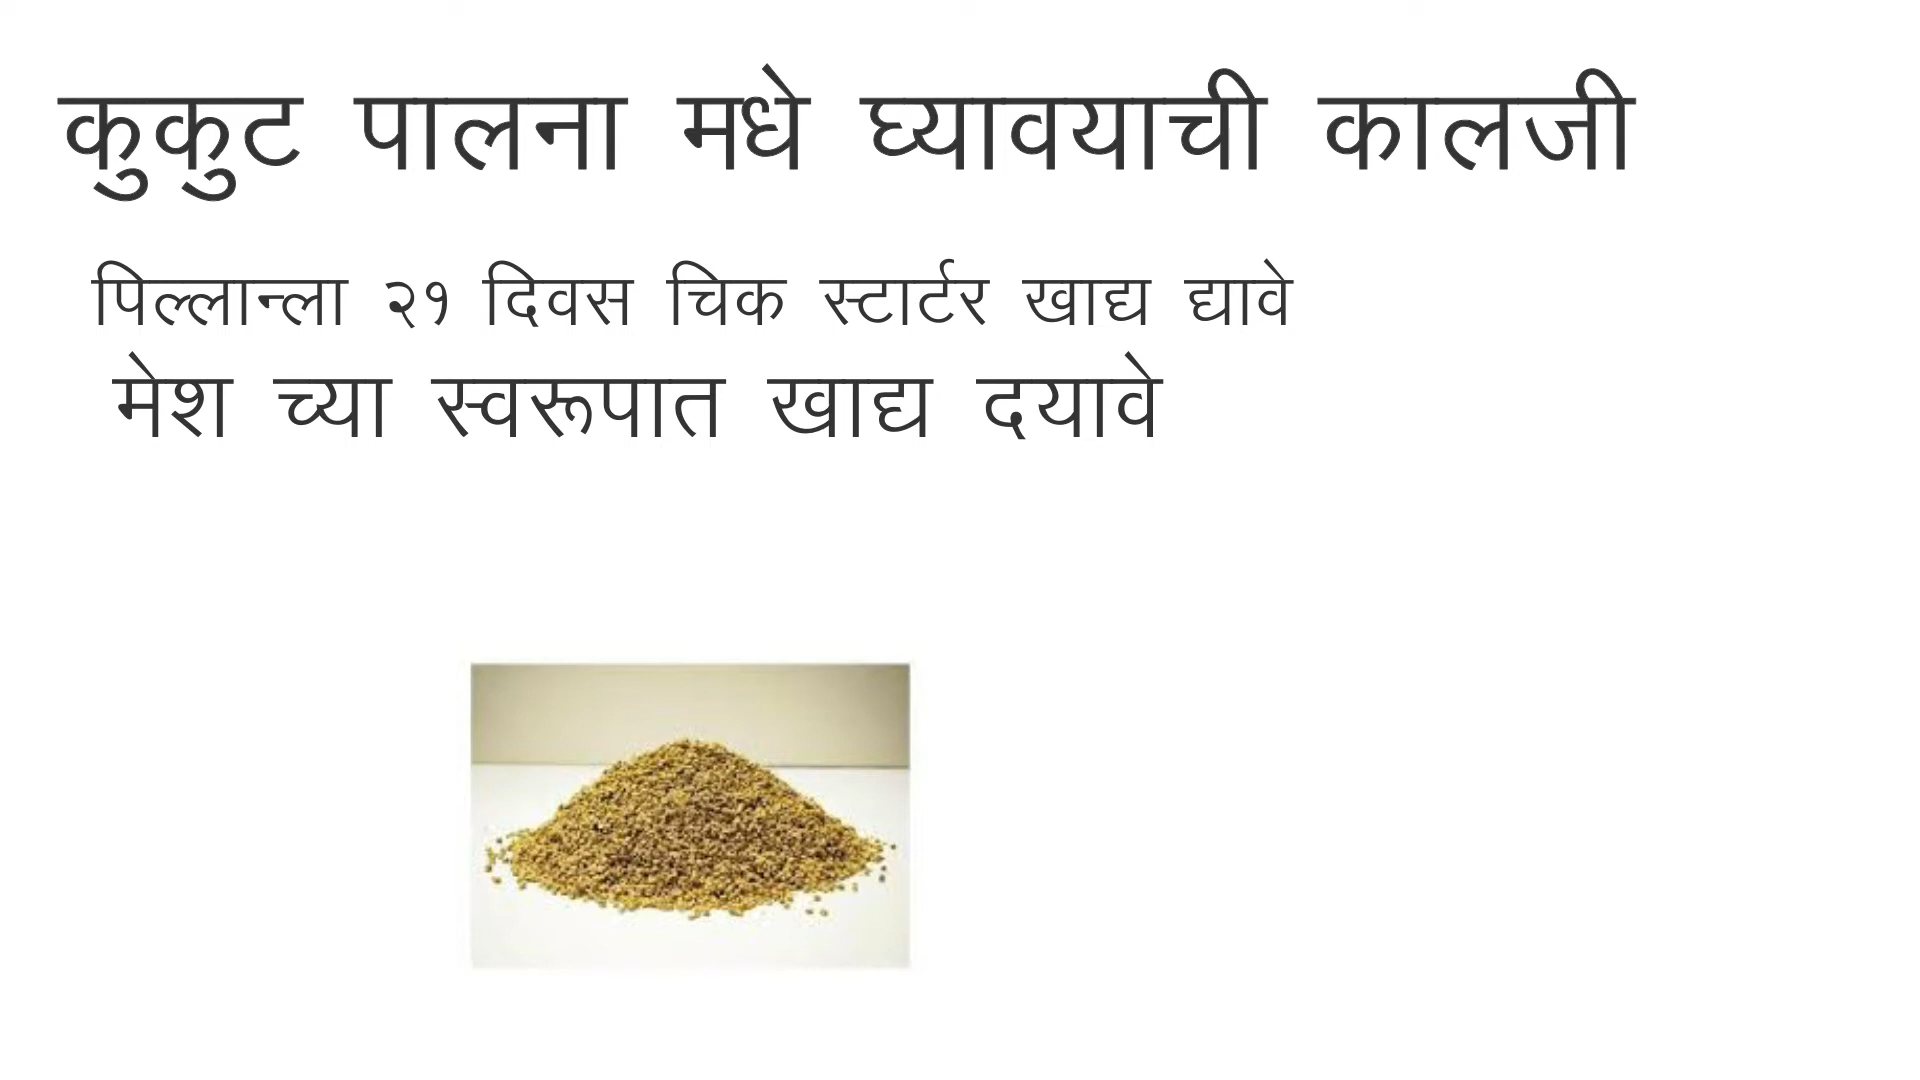 कुकुट पालना मधे घ्यावयाची कालजी
पिल्लान्ला २१ दिवस चिक स्टार्टर खाद्य द्यावे
मेश च्या स्वरूपात खाद्य दयावे